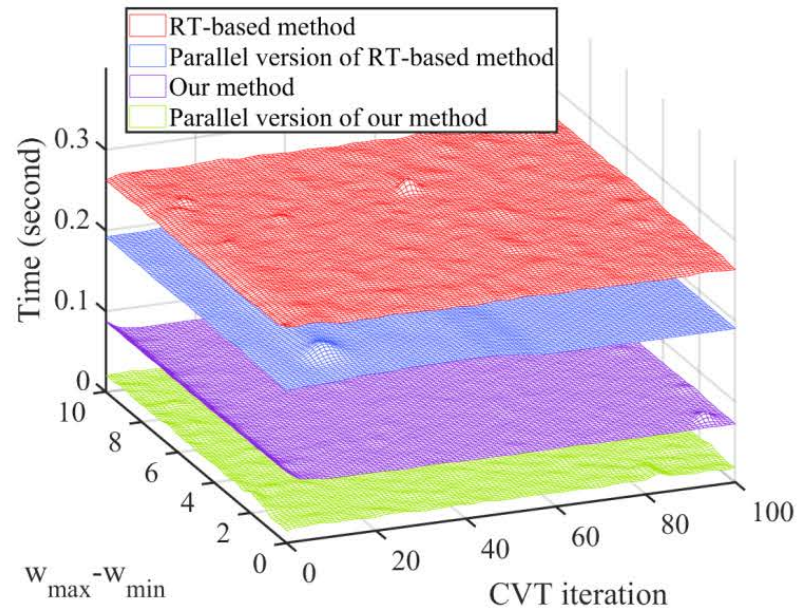 RT-based method
Parallel version of RT-based method
Our method
Parallel version of our method
Time (second)
0.3
0.2
0.1
0
10
8
6
4
2
0
0
20
40
60
80
100
w_max-w_min
CVT iteration